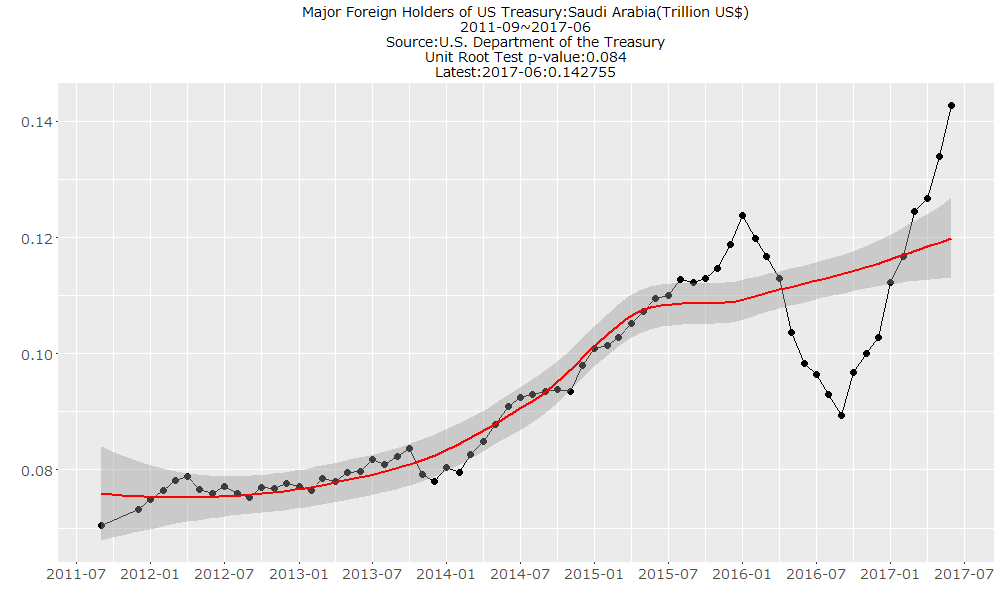 Major Foreign Holders of US Treasury:Saudi Arabia(Trillion US$)
2011-09~2017-06
Source:U.S. Department of the Treasury
Unit Root Test p-value:0.084
Latest:2017-06:0.142755
0.14
0.12
0.10
0.08
2011-07 2012-01 2012-07 2013-01 2013-07 2014-01 2014-07 2015-01 2015-07 2016-01 2016-07 2017-01 2017-07